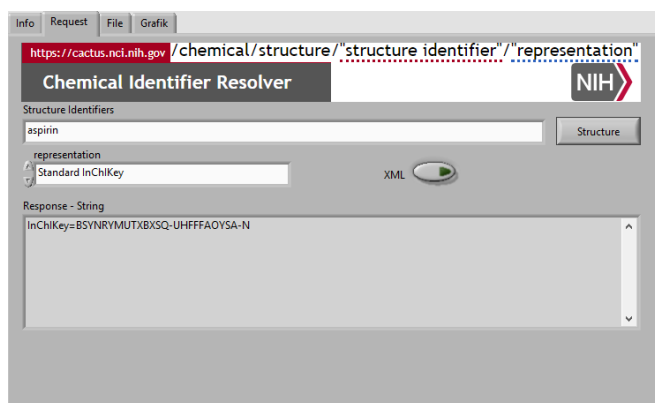 Info Request File Grafik
https://cactus.nci.nih.gov /chemical/structure/"structure identifier"/"representation"
Chemical Identifier Resolver NIH
Structure Identifiers
aspirin Structure
representation
Standard InChIKey XML
Response - String
InChIKey=BSYNRYMUTXBXSQ-UHFFFAOYSA-N